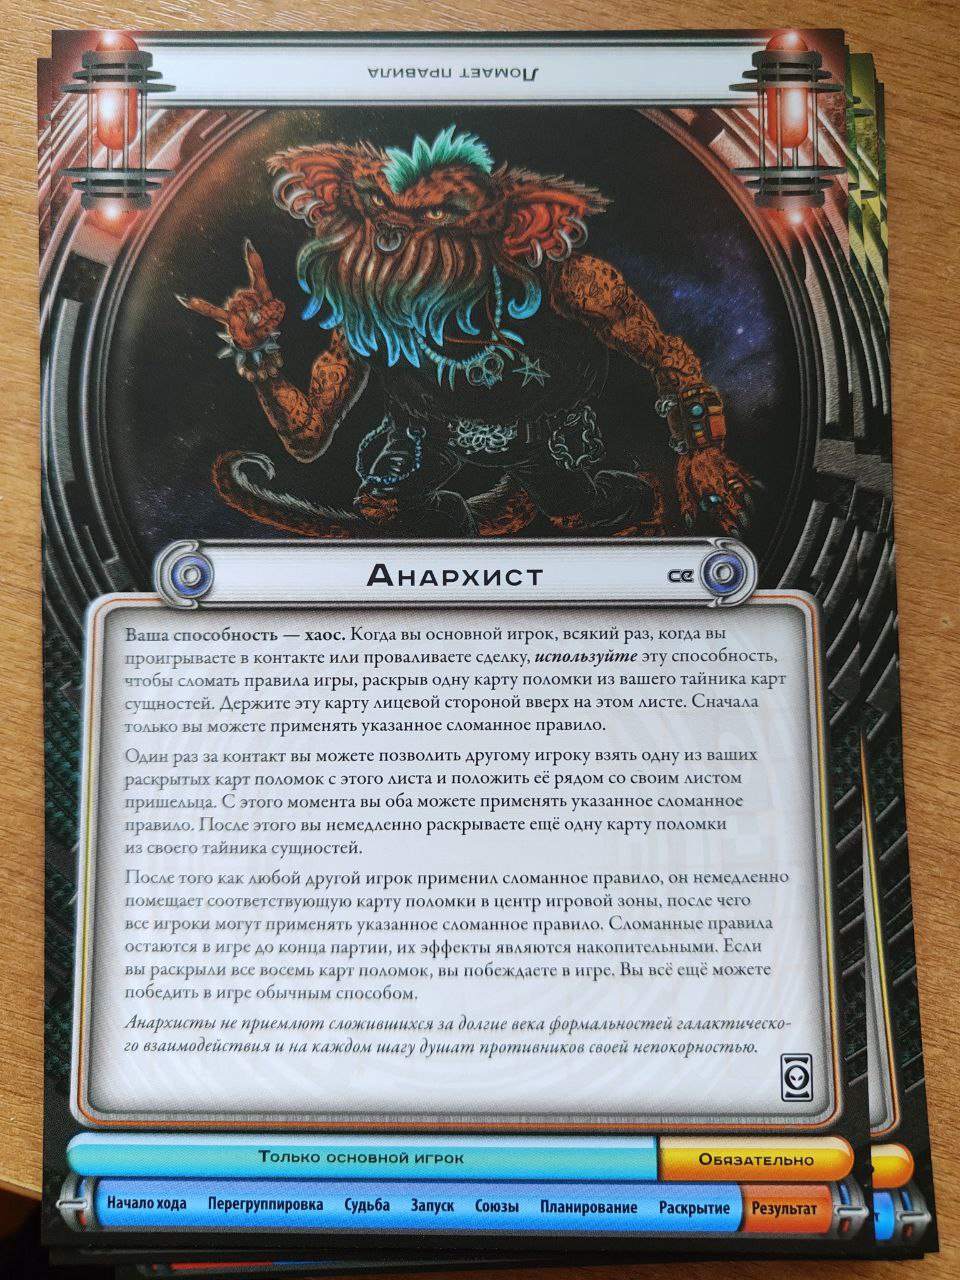 Ломает правила
Анархист
Ваша способность — хаос. Когда вы основной игрок, всякий раз, когда вы
проигрываете в контакте или проваливаете сделку, используйте эту способность,
чтобы сломать правила игры, раскрыв одну карту поломки из вашего тайника карт
сущностей. Держите эту карту лицевой стороной вверх на этом листе. Сначала
только вы можете применять указанное сломанное правило.
Один раз за контакт вы можете позволить другому игроку взять одну из ваших
раскрытых карт поломок с этого листа и положить её рядом со своим листом
пришельца. С этого момента вы оба можете применять указанное сломанное
правило. После этого вы немедленно раскрываете ещё одну карту поломки
из своего тайника сущностей.
После того как любой другой игрок применил сломанное правило, он немедленно
помещает соответствующую карту поломки в центр игровой зоны, после чего
все игроки могут применять указанное сломанное правило. Сломанные правила
остаются в игре до конца партии, их эффекты являются накопительными. Если
вы раскрыли все восемь карт поломок, вы побеждаете в игре. Вы всё ещё можете
победить в игре обычным способом.
Анархисты не приемлют сложившихся за долгие века формальностей галактическо-
го взаимодействия и на каждом шагу душат противников своей непокорностью.
Только основной игрок Обязательно
Начало хода Перегруппировка Судьба Запуск Союзы Планирование Раскрытие Результат